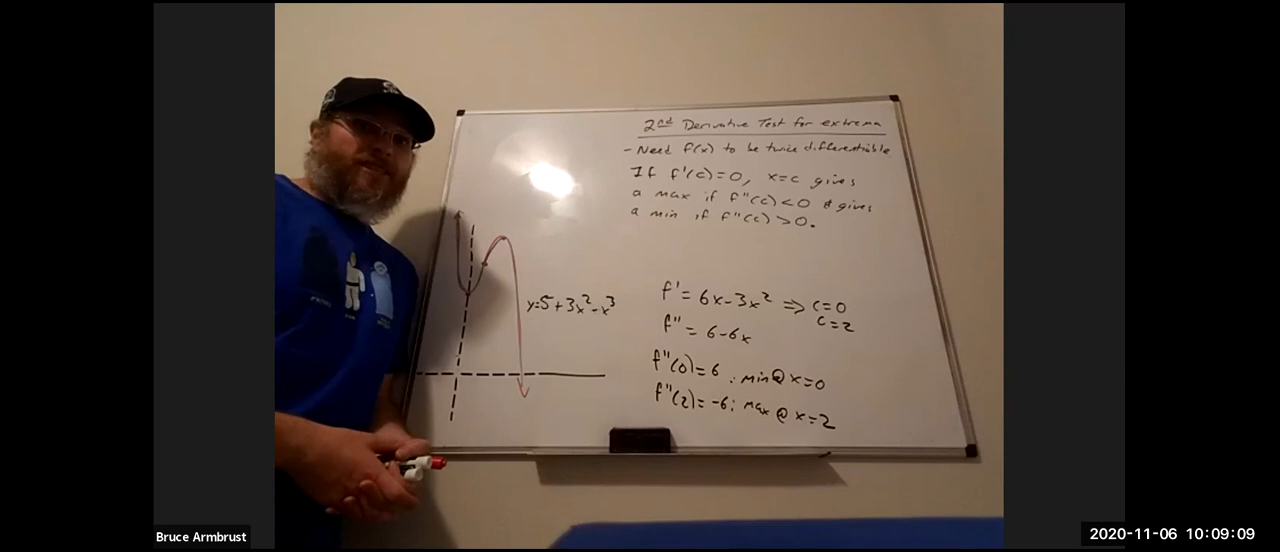 2nd Derivative Test for extrema
- Need f(x) to be twice differentiable
If f'(c)=0, x=c gives
a max if f"(c)<0 & gives
a min if f"(c)>0.
y=5+3x²-x³
f' = 6x-3x² ⇒ c=0
c=2
f" = 6-6x
f"(0)=6 ; min@x=0
f"(2)=-6; max @ x=2
Bruce Armbrust
2020-11-06 10:09:09